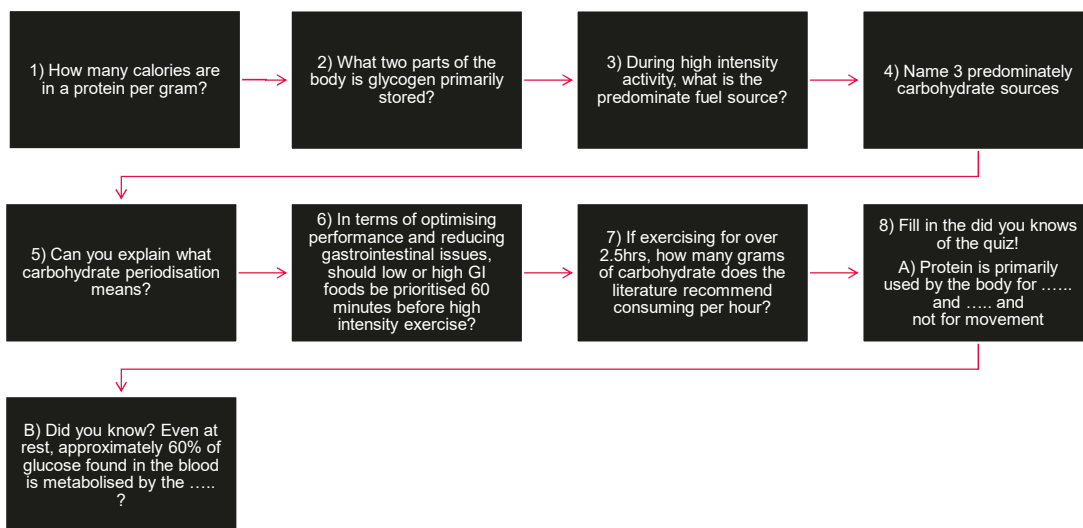 1) How many calories are
in a protein per gram?
2) What two parts of the
body is glycogen primarily
stored?
3) During high intensity
activity, what is the
predominate fuel source?
4) Name 3 predominately
carbohydrate sources
5) Can you explain what
carbohydrate periodisation
means?
6) In terms of optimising
performance and reducing
gastrointestinal issues,
should low or high GI
foods be prioritised 60
minutes before high
intensity exercise?
7) If exercising for over
2.5hrs, how many grams
of carbohydrate does the
literature recommend
consuming per hour?
8) Fill in the did you knows
of the quiz!
A) Protein is primarily
used by the body for ......
and ..... and
not for movement
B) Did you know? Even at
rest, approximately 60% of
glucose found in the blood
is metabolised by the .....
?